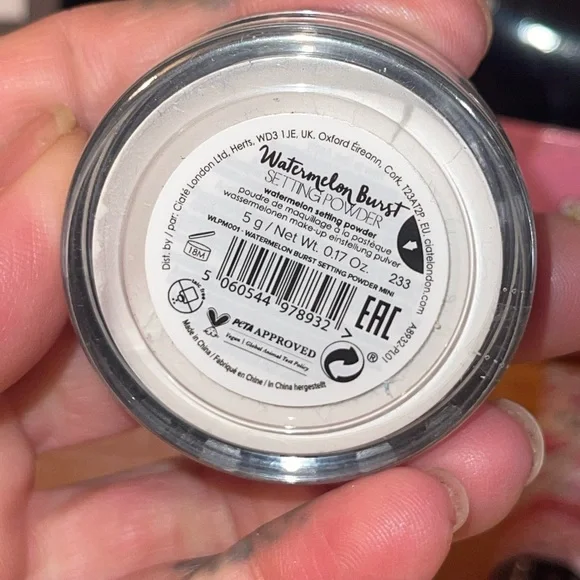 Dist. by / par: Ciaté London Ltd, Herts, WD3 1JE, UK. Oxford Éireann, Cork, T23A72P, EU, ciatelondon.com A8932-PL01
Watermelon Burst
SETTING POWDER
watermelon setting powder
poudre de maquillage à la pastèque
wassermelonen make-up einstellung pulver
5 g / Net Wt. 0.17 Oz.
233
WLPM001 - WATERMELON BURST SETTING POWDER MINI
18M
5 060544 978932 >
EAC
PETA APPROVED
Vegan | Global Animal Test Policy
®
Made in China / Fabriqué en Chine / In China hergestellt